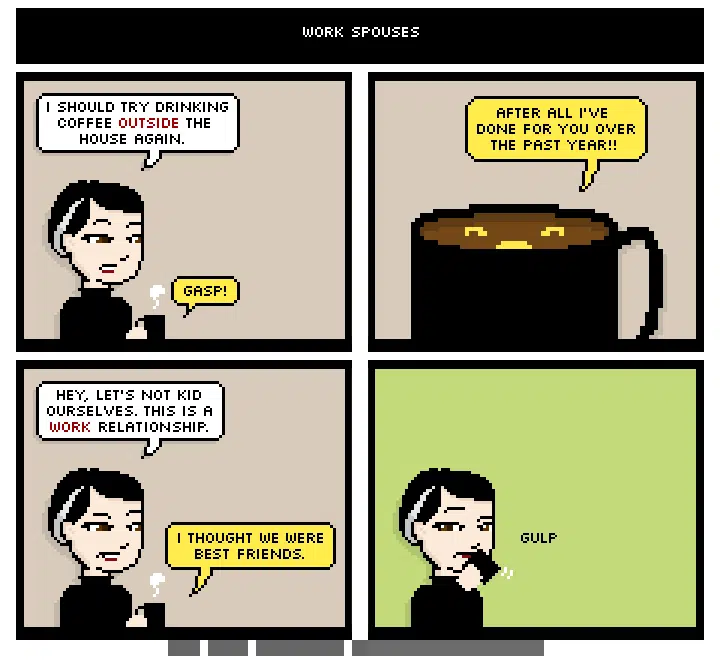 WORK SPOUSES
I SHOULD TRY DRINKING
COFFEE OUTSIDE THE
HOUSE AGAIN.
GASP!
AFTER ALL I'VE
DONE FOR YOU OVER
THE PAST YEAR!!
HEY, LET'S NOT KID
OURSELVES. THIS IS A
WORK RELATIONSHIP.
I THOUGHT WE WERE
BEST FRIENDS.
GULP